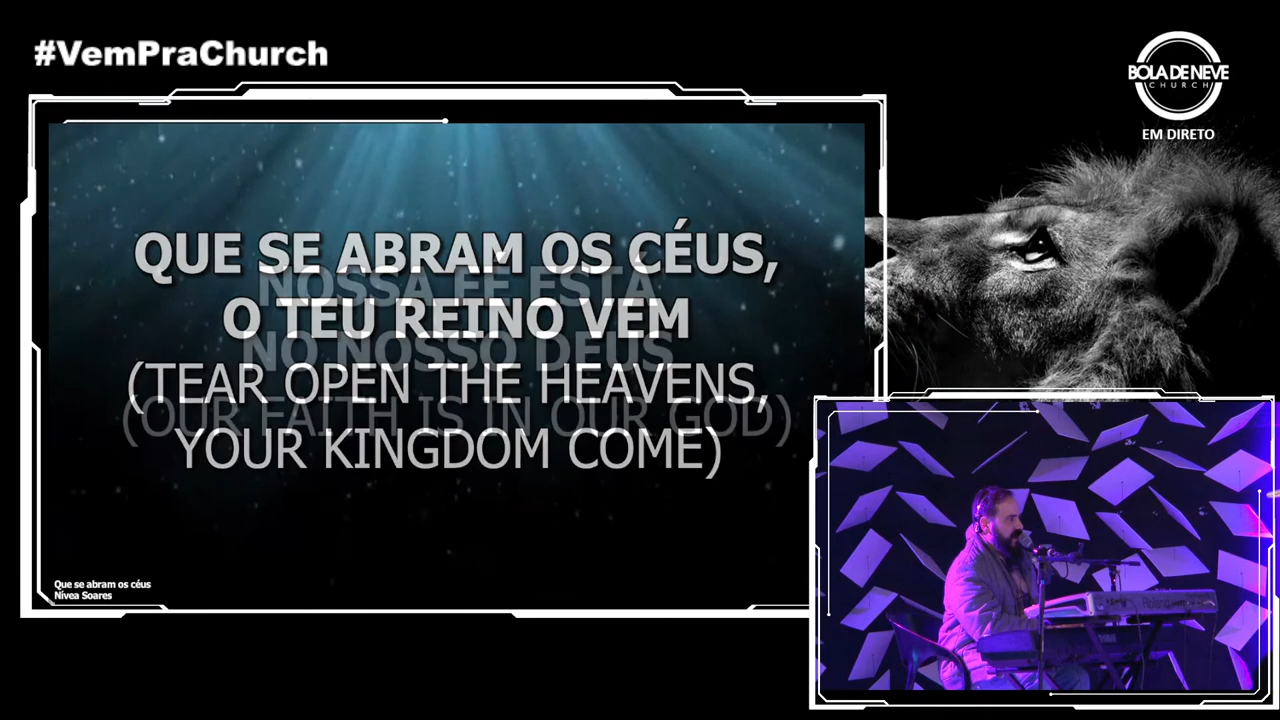 #VemPraChurch
BOLA DE NEVE
CHURCH
EM DIRETO
QUE SE ABRAM OS CÉUS,
NOSSA FÉ ESTÁ
O TEU REINO VEM
NO NOSSO DEUS
(TEAR OPEN THE HEAVENS,
(OUR FAITH IS IN OUR GOD)
YOUR KINGDOM COME)
Que se abram os céus
Nívea Soares
Roland